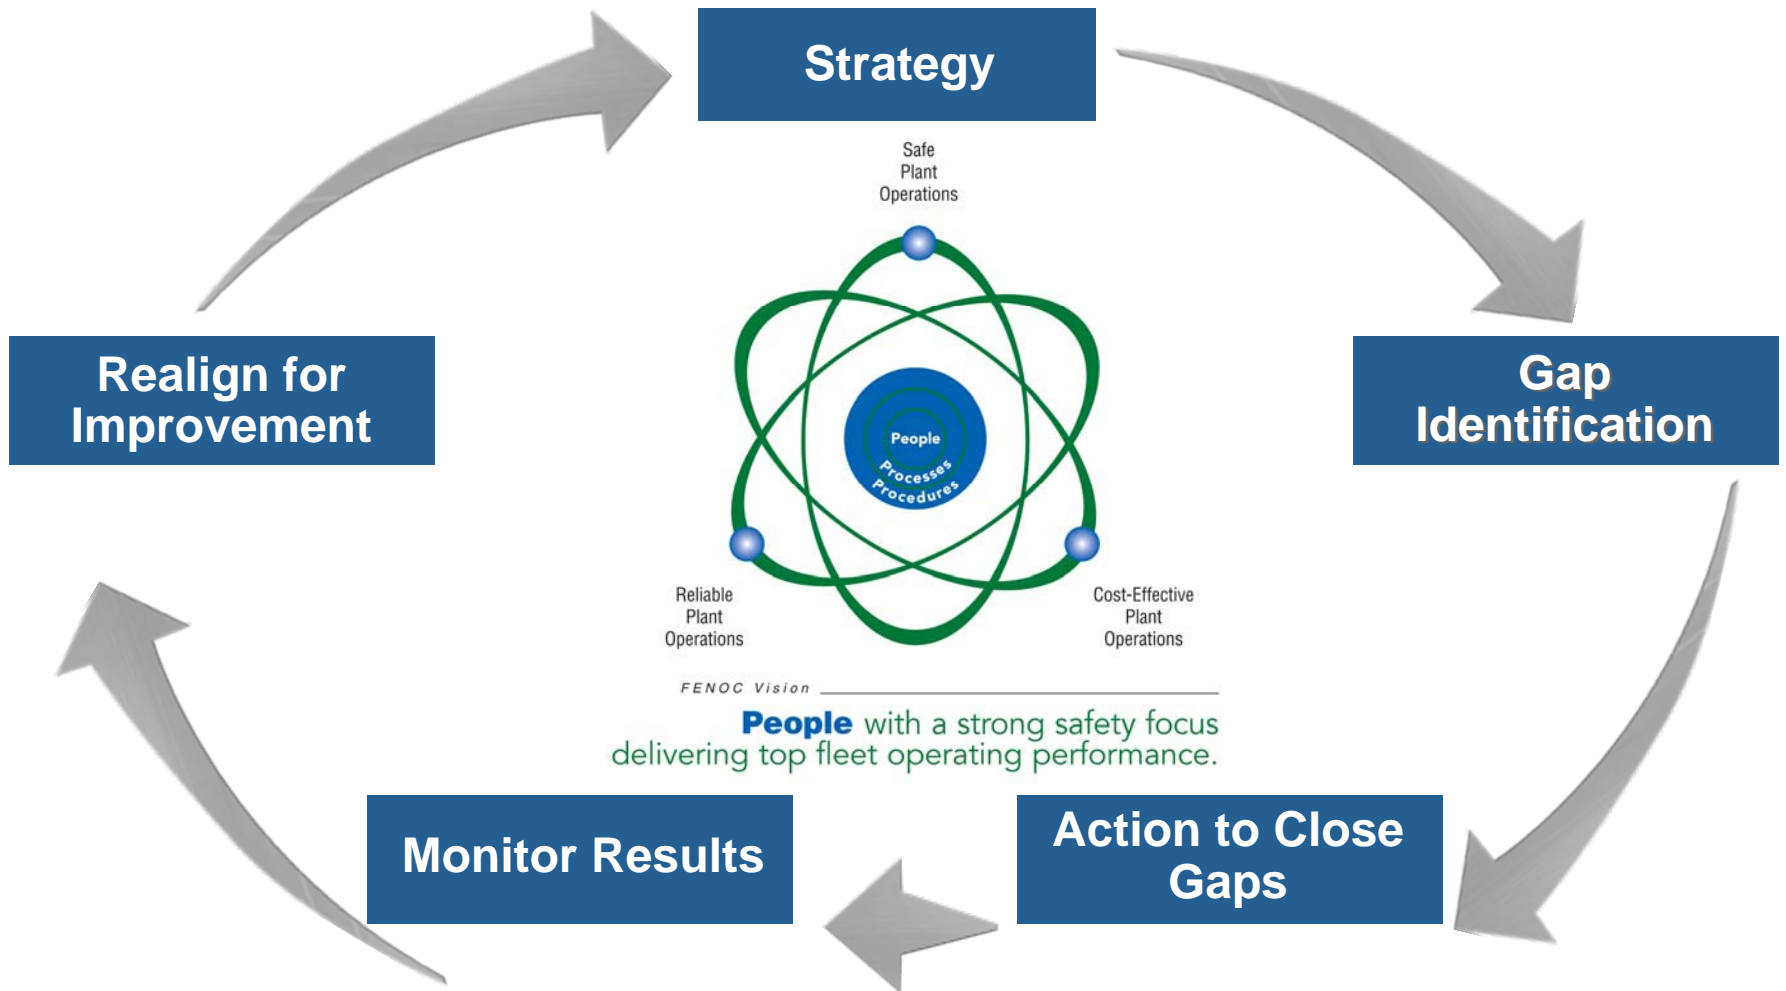 Strategy
Safe
Plant
Operations
Realign for
Improvement
Gap
Identification
People
Processes
Procedures
Reliable
Plant
Operations
Cost-Effective
Plant
Operations
FENOC Vision
People with a strong safety focus
delivering top fleet operating performance.
Monitor Results
Action to Close
Gaps